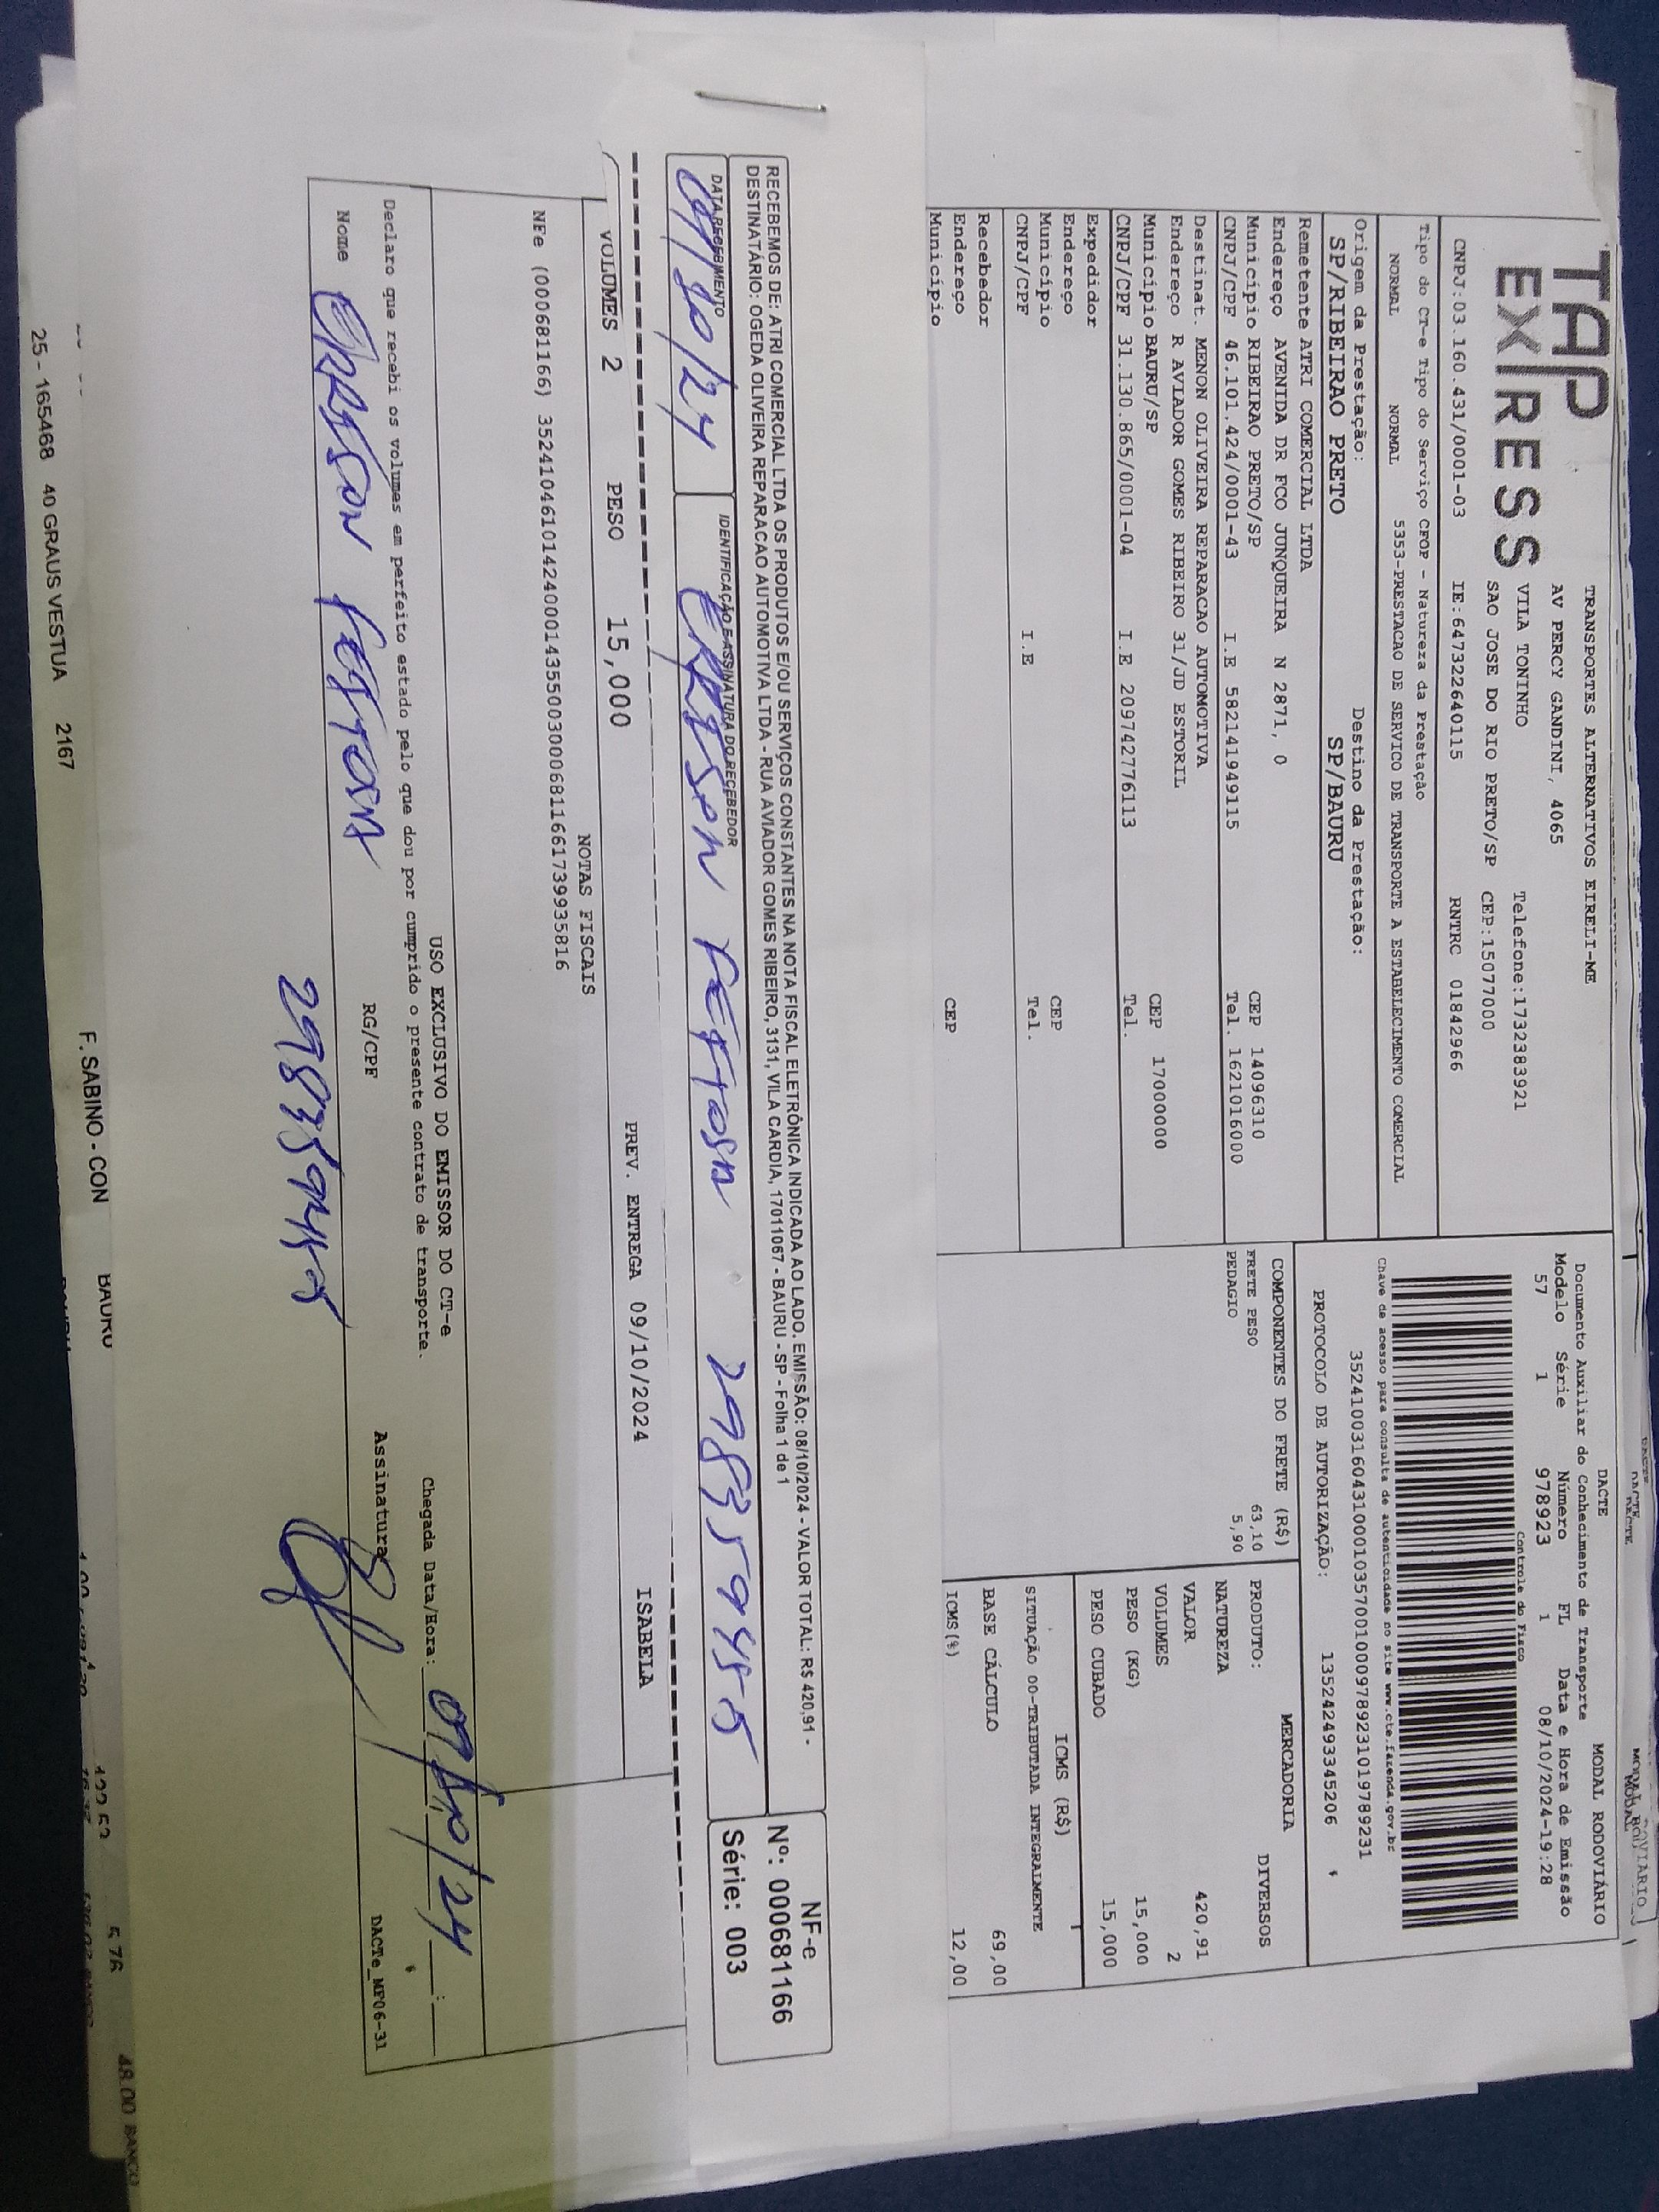 TAP
EXPRESS
TRANSPORTES ALTERNATIVOS EIRELI-ME
AV PERCY GANDINI, 4065
VILA TONINHO Telefone:1732383921
SAO JOSE DO RIO PRETO/SP CEP:15077000
CNPJ:03.160.431/0001-03 IE:647322640115 RNTRC 01842966
Tipo do CT-e Tipo do Serviço CFOP - Natureza da Prestação
NORMAL NORMAL 5353-PRESTACAO DE SERVICO DE TRANSPORTE A ESTABELECIMENTO COMERCIAL
Origem da Prestação: Destino da Prestação:
SP/RIBEIRAO PRETO SP/BAURU
Remetente ATRI COMERCIAL LTDA
Endereço AVENIDA DR FCO JUNQUEIRA N 2871, 0
Município RIBEIRAO PRETO/SP CEP 14096310
CNPJ/CPF 46.101.424/0001-43 I.E 582141949115 Tel. 1621016000
Destinat. MENON OLIVEIRA REPARACAO AUTOMOTIVA
Endereço R AVIADOR GOMES RIBEIRO 31/JD ESTORIL
Município BAURU/SP CEP 17000000
CNPJ/CPF 31.130.865/0001-04 I.E 209742776113 Tel.
Expedidor
Endereço
Município CEP
CNPJ/CPF I.E Tel.
Recebedor
Endereço
Município CEP
DACTE MODAL RODOVIÁRIO
Documento Auxiliar do Conhecimento de Transporte
Modelo Série Número FL Data e Hora de Emissão
57 1 978923 1 08/10/2024-19:28
Controle do Fisco
Chave de acesso para consulta de autenticidade no site www.cte.fazenda.gov.br
35241003160431000103570010009789231019789231
PROTOCOLO DE AUTORIZAÇÃO: 135242493345206
COMPONENTES DO FRETE (R$)
FRETE PESO 63,10
PEDAGIO 5,90
MERCADORIA
PRODUTO: DIVERSOS
NATUREZA
VALOR 420,91
VOLUMES 2
PESO (KG) 15,000
PESO CUBADO 15,000
ICMS (R$)
SITUAÇÃO 00-TRIBUTADA INTEGRALMENTE
BASE CÁLCULO 69,00
ICMS(%) 12,00
RECEBEMOS DE: ATRI COMERCIAL LTDA OS PRODUTOS E/OU SERVIÇOS CONSTANTES NA NOTA FISCAL ELETRÔNICA INDICADA AO LADO. EMISSÃO: 08/10/2024 - VALOR TOTAL: R$ 420,91 -
DESTINATÁRIO: OGEDA OLIVEIRA REPARACAO AUTOMOTIVA LTDA - RUA AVIADOR GOMES RIBEIRO, 3131, VILA CARDIA, 17011067 - BAURU - SP - Folha 1 de 1
DATA RECEBIMENTO IDENTIFICAÇÃO E ASSINATURA DO RECEBEDOR
09/10/24
NF-e
Nº: 000681166
Série: 003
VOLUMES 2 PESO 15,000 PREV. ENTREGA 09/10/2024 ISABELA
NOTAS FISCAIS
NFe (000681166) 35241046101424000143550030006811661739935816
USO EXCLUSIVO DO EMISSOR DO CT-e
Declaro que recebi os volumes em perfeito estado pelo que dou por cumprido o presente contrato de transporte. Chegada Data/Hora: 09/10/24
Nome RG/CPF Assinatura
DACTe_MF06-31
25 - 165468 40 GRAUS VESTUA 2167 F. SABINO - CON BAURU
5,76
48.00 BANCO